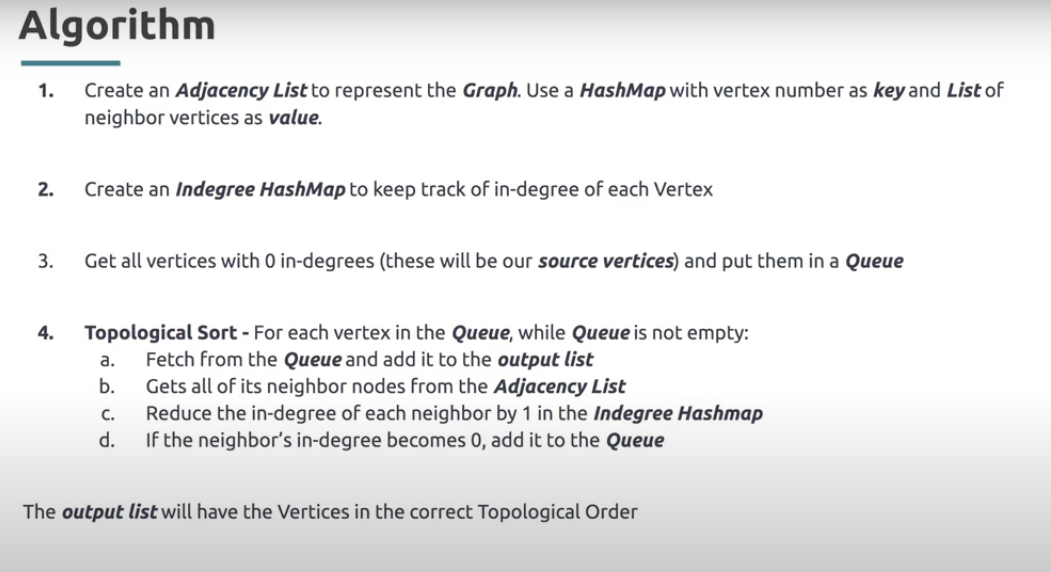 Algorithm
1. Create an Adjacency List to represent the Graph. Use a HashMap with vertex number as key and List of
neighbor vertices as value.
2. Create an Indegree HashMap to keep track of in-degree of each Vertex
3. Get all vertices with 0 in-degrees (these will be our source vertices) and put them in a Queue
4. Topological Sort - For each vertex in the Queue, while Queue is not empty:
a. Fetch from the Queue and add it to the output list
b. Gets all of its neighbor nodes from the Adjacency List
c. Reduce the in-degree of each neighbor by 1 in the Indegree Hashmap
d. If the neighbor's in-degree becomes 0, add it to the Queue
The output list will have the Vertices in the correct Topological Order